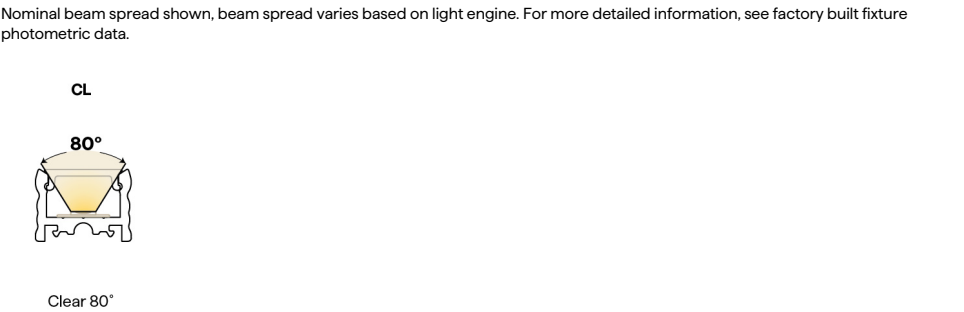 Nominal beam spread shown, beam spread varies based on light engine. For more detailed information, see factory built fixture
photometric data.
CL
80°
Clear 80°